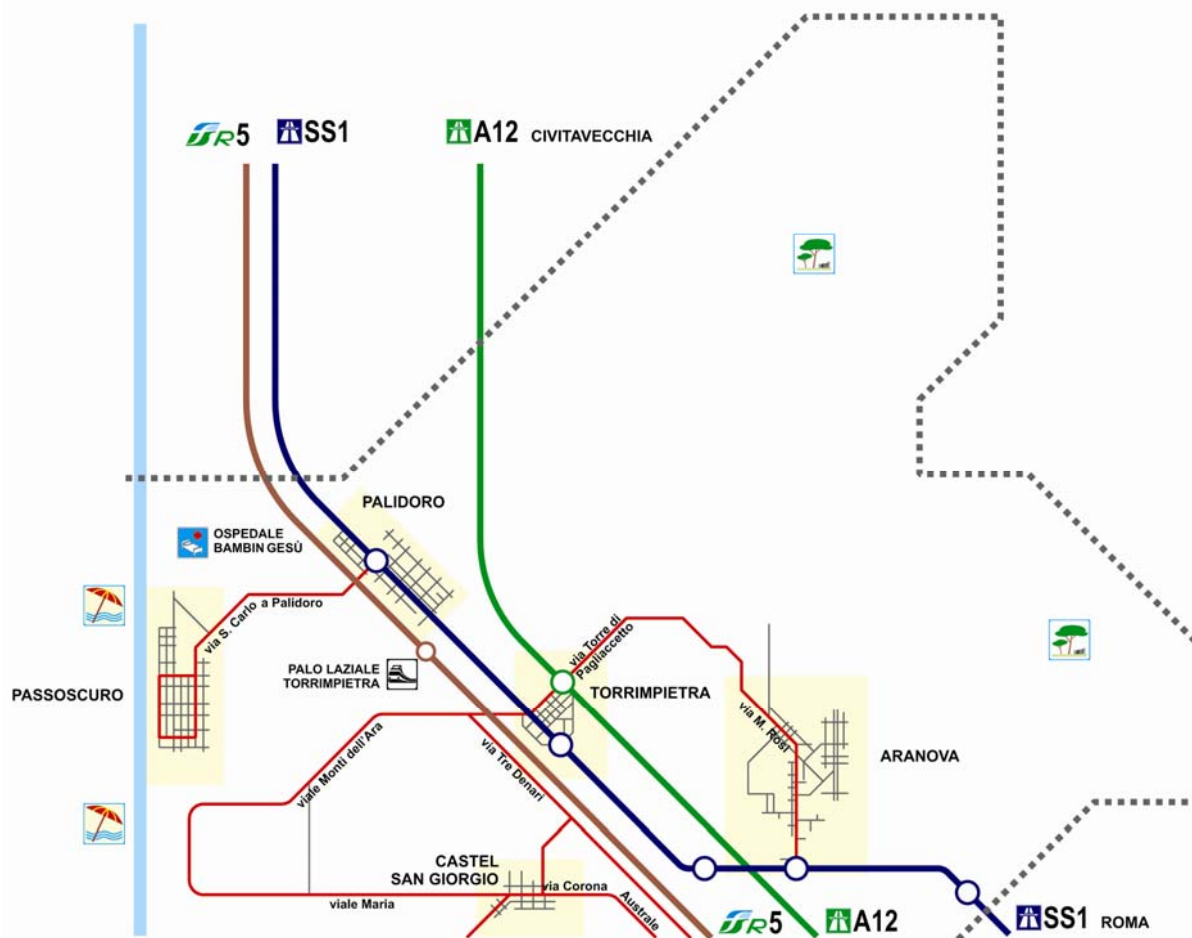 FR5
SS1
A12 CIVITAVECCHIA
PALIDORO
OSPEDALE
BAMBIN GESÙ
via S. Carlo a Palidoro
PASSOSCURO
PALO LAZIALE
TORRIMPIETRA
via Torre di
Pagliaccetto
TORRIMPIETRA
via M. Rosi
ARANOVA
viale Monti dell'Ara
via Tre Denari
CASTEL
SAN GIORGIO
via Corona
Australe
viale Maria
FR5
A12
SS1 ROMA